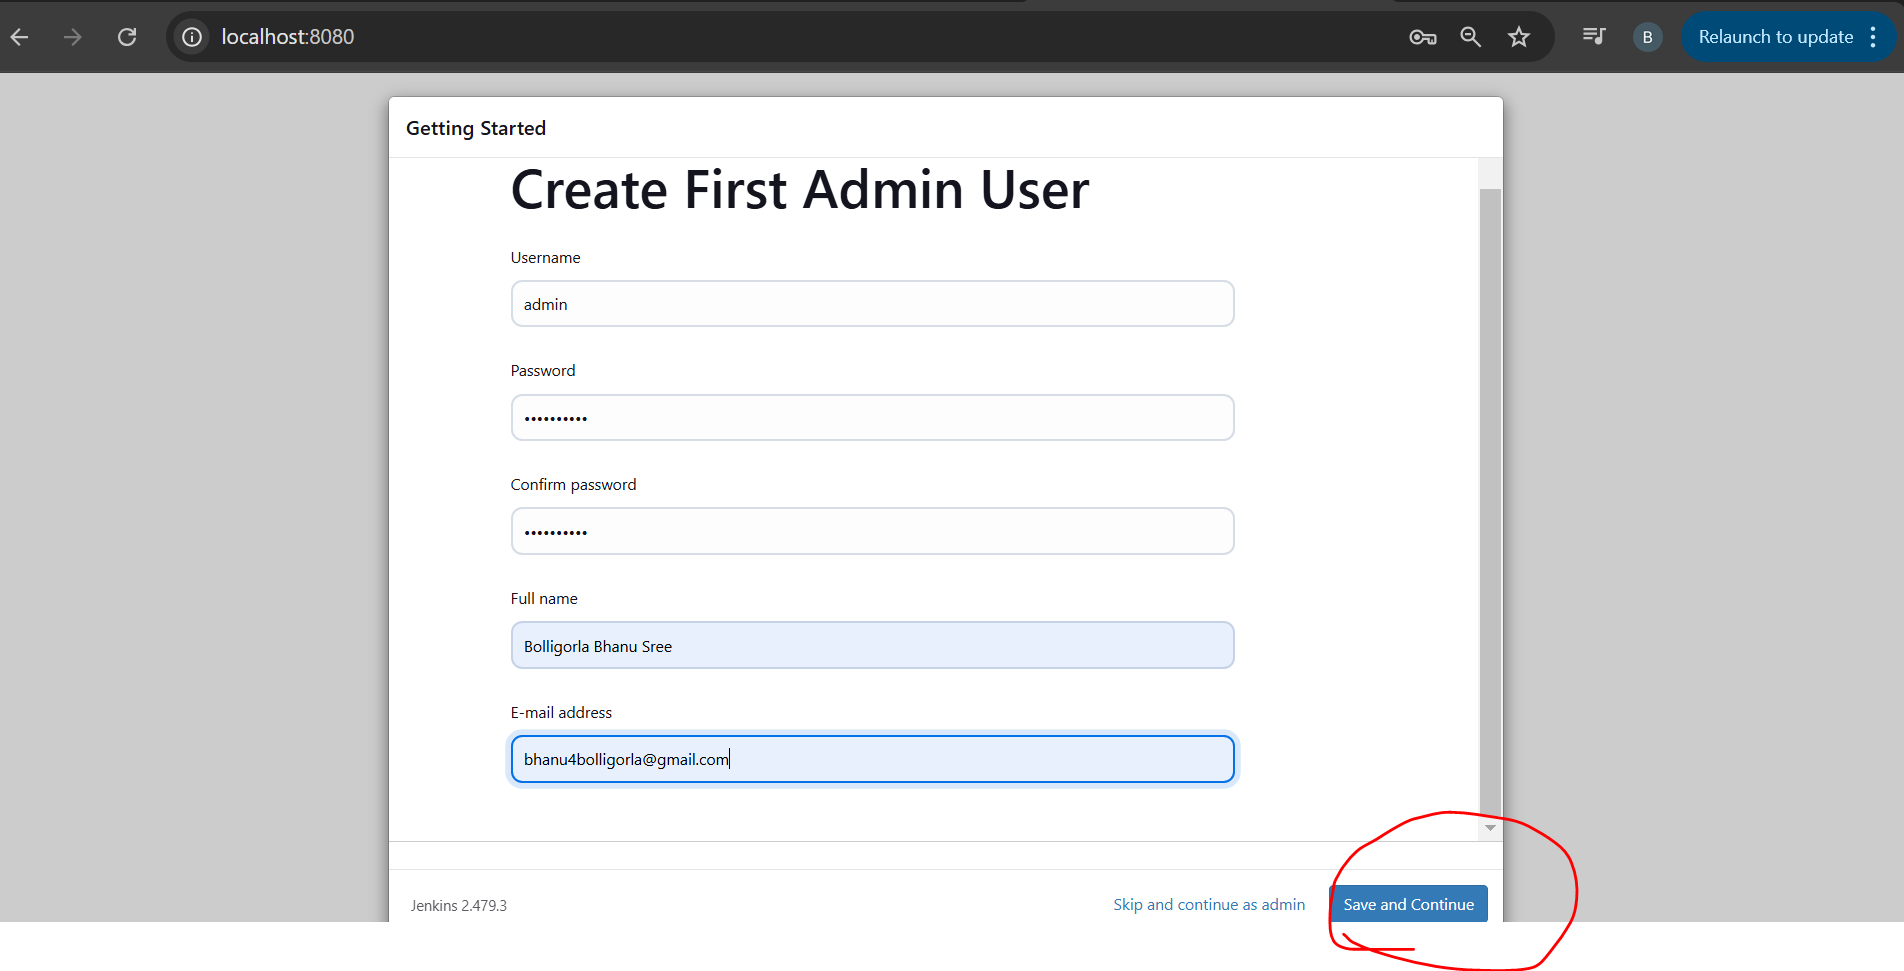 localhost:8080
B
Relaunch to update
Getting Started
Create First Admin User
Username
admin
Password
••••••••••
Confirm password
••••••••••
Full name
Bolligorla Bhanu Sree
E-mail address
bhanu4bolligorla@gmail.com
Jenkins 2.479.3
Skip and continue as admin
Save and Continue